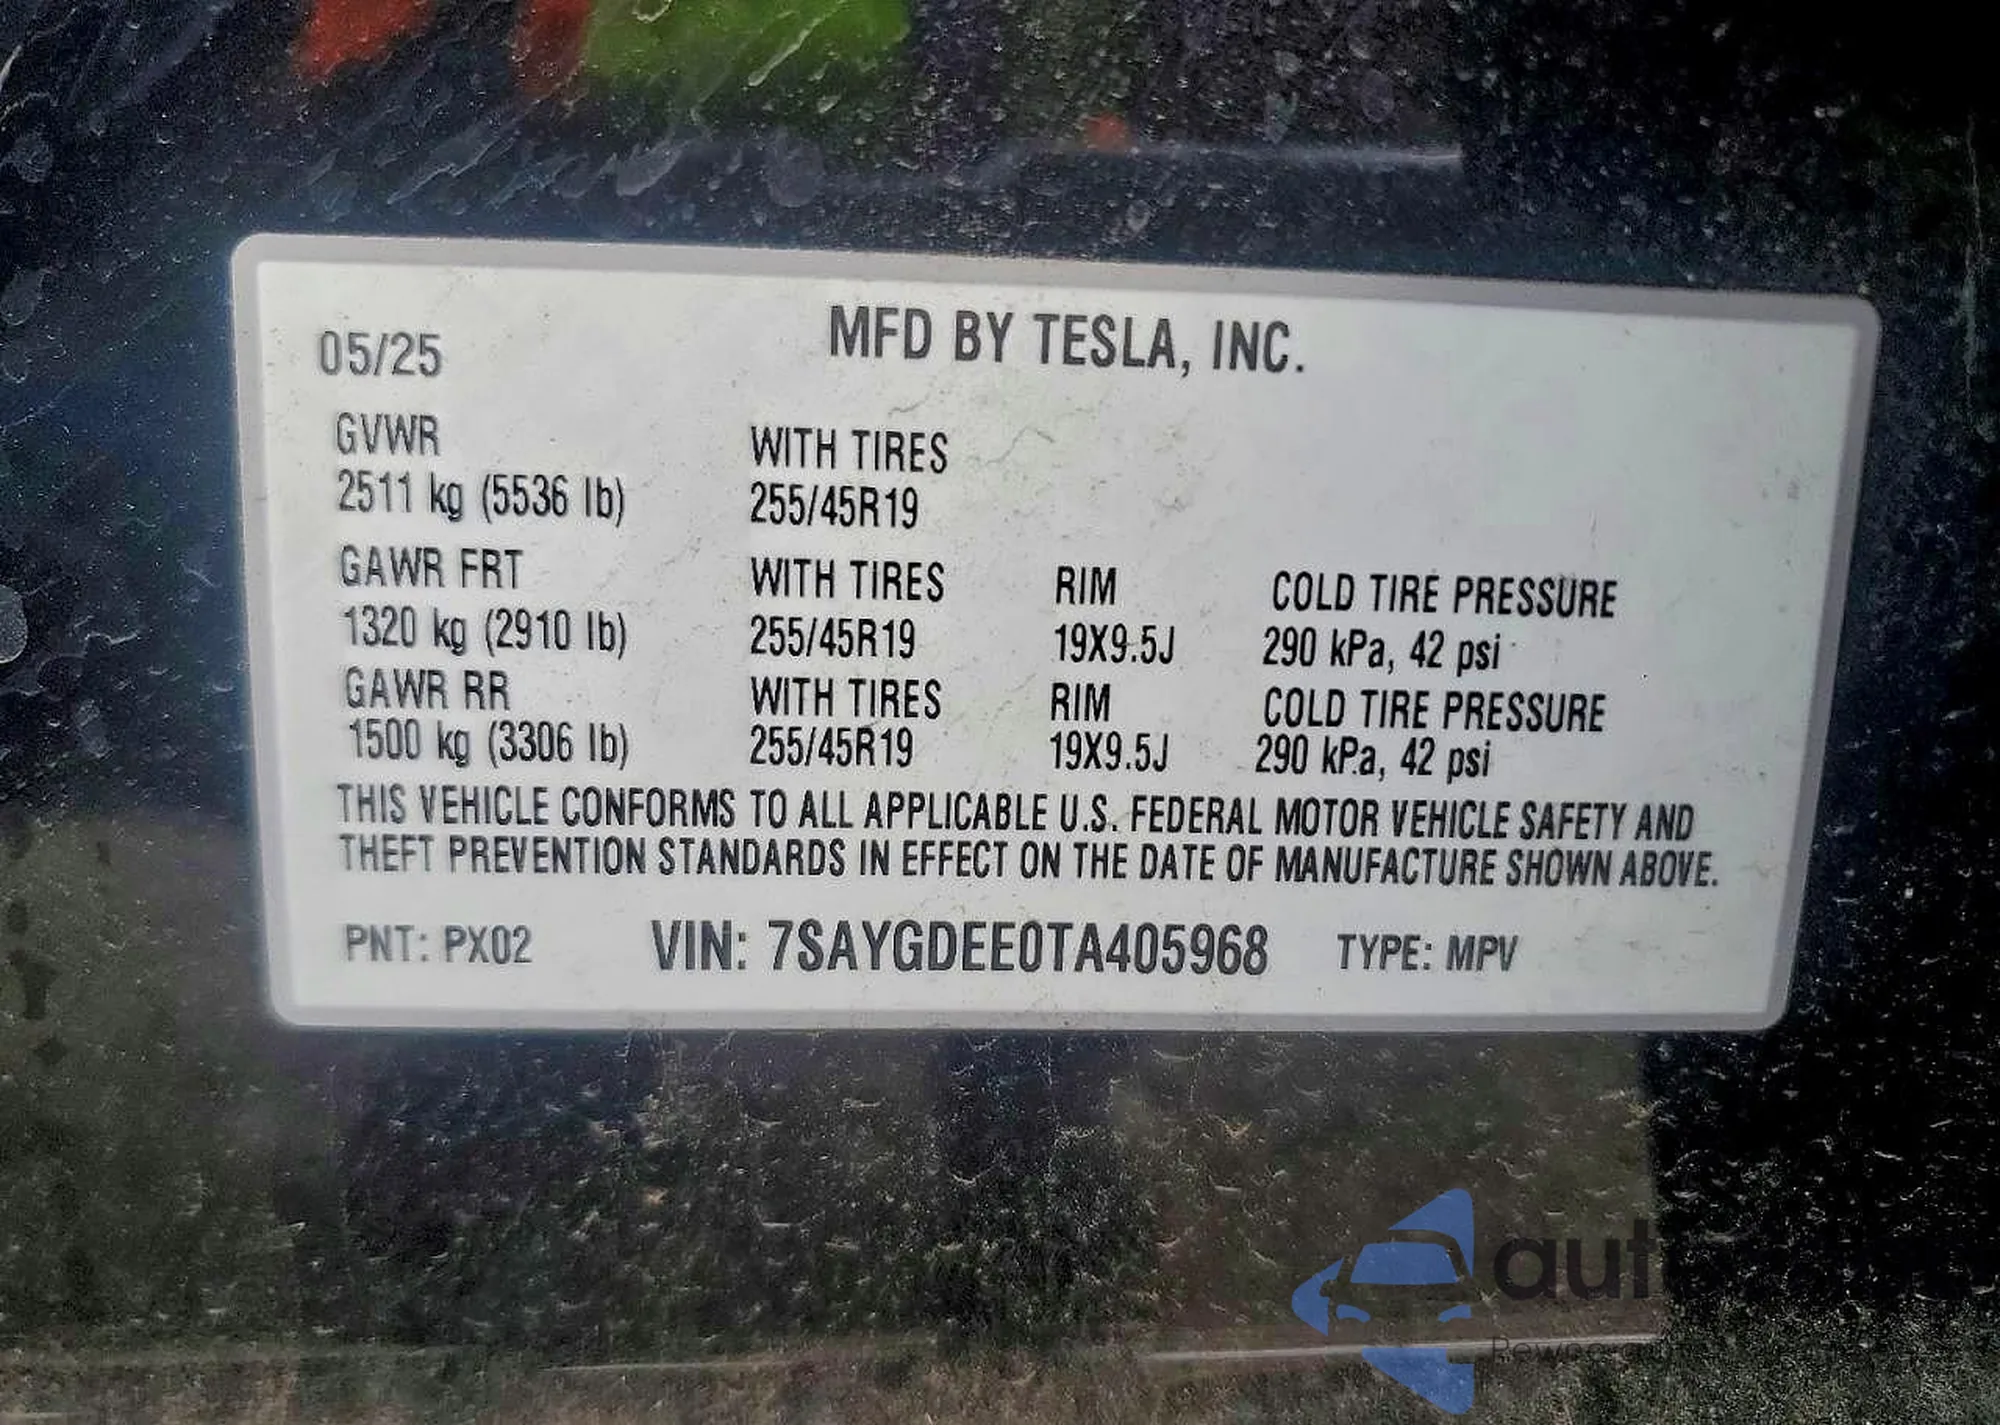 05/25 MFD BY TESLA, INC.
GVWR WITH TIRES
2511 kg (5536 lb) 255/45R19
GAWR FRT WITH TIRES RIM COLD TIRE PRESSURE
1320 kg (2910 lb) 255/45R19 19X9.5J 290 kPa, 42 psi
GAWR RR WITH TIRES RIM COLD TIRE PRESSURE
1500 kg (3306 lb) 255/45R19 19X9.5J 290 kPa, 42 psi
THIS VEHICLE CONFORMS TO ALL APPLICABLE U.S. FEDERAL MOTOR VEHICLE SAFETY AND
THEFT PREVENTION STANDARDS IN EFFECT ON THE DATE OF MANUFACTURE SHOWN ABOVE.
PNT: PX02 VIN: 7SAYGDEE0TA405968 TYPE: MPV